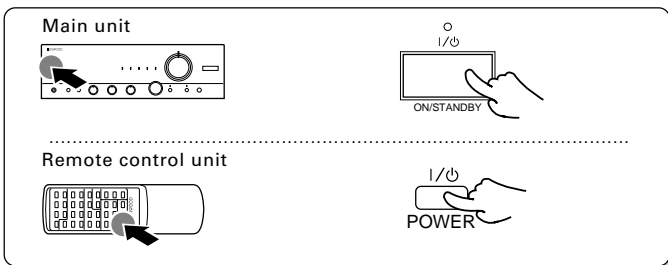 Main unit
I/⏻
ON/STANDBY
Remote control unit
I/⏻
POWER